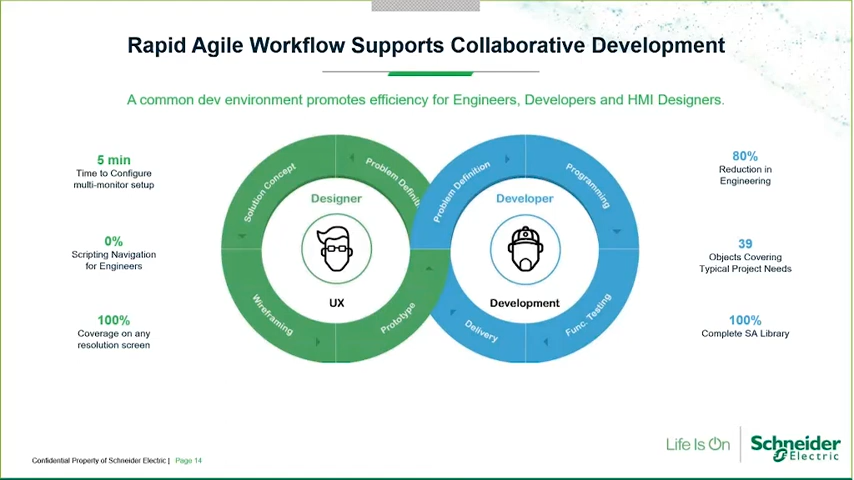 Rapid Agile Workflow Supports Collaborative Development
A common dev environment promotes efficiency for Engineers, Developers and HMI Designers.
5 min
Time to Configure
multi-monitor setup
0%
Scripting Navigation
for Engineers
100%
Coverage on any
resolution screen
Solution Concept
Problem Definiti
Designer
UX
Wireframing
Prototype
Problem Definition
Programming
Developer
Development
Delivery
Func. Testing
80%
Reduction in
Engineering
39
Objects Covering
Typical Project Needs
100%
Complete SA Library
Confidential Property of Schneider Electric | Page 14
Life Is On
Schneider
Electric